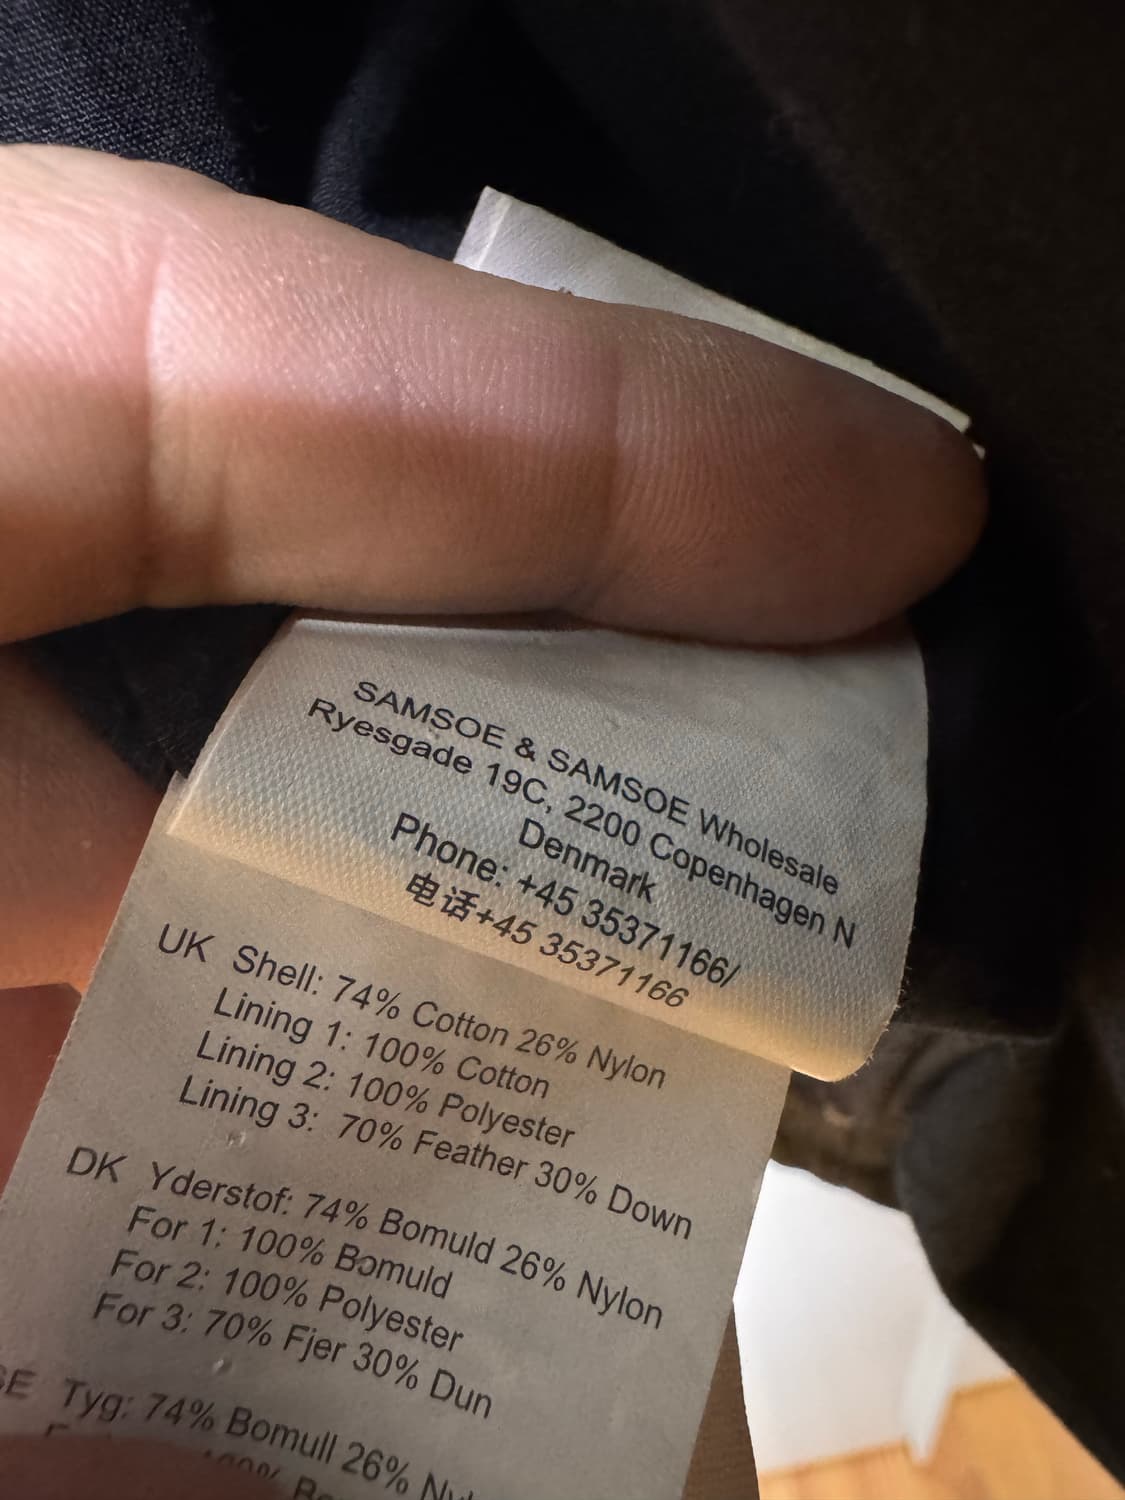 SAMSOE & SAMSOE Wholesale
Ryesgade 19C, 2200 Copenhagen N
Denmark
Phone: +45 35371166/
电话+45 35371166
UK Shell: 74% Cotton 26% Nylon
Lining 1: 100% Cotton
Lining 2: 100% Polyester
Lining 3: 70% Feather 30% Down
DK Yderstof: 74% Bomuld 26% Nylon
For 1: 100% Bomuld
For 2: 100% Polyester
For 3: 70% Fjer 30% Dun
SE Tyg: 74% Bomull 26%
100%